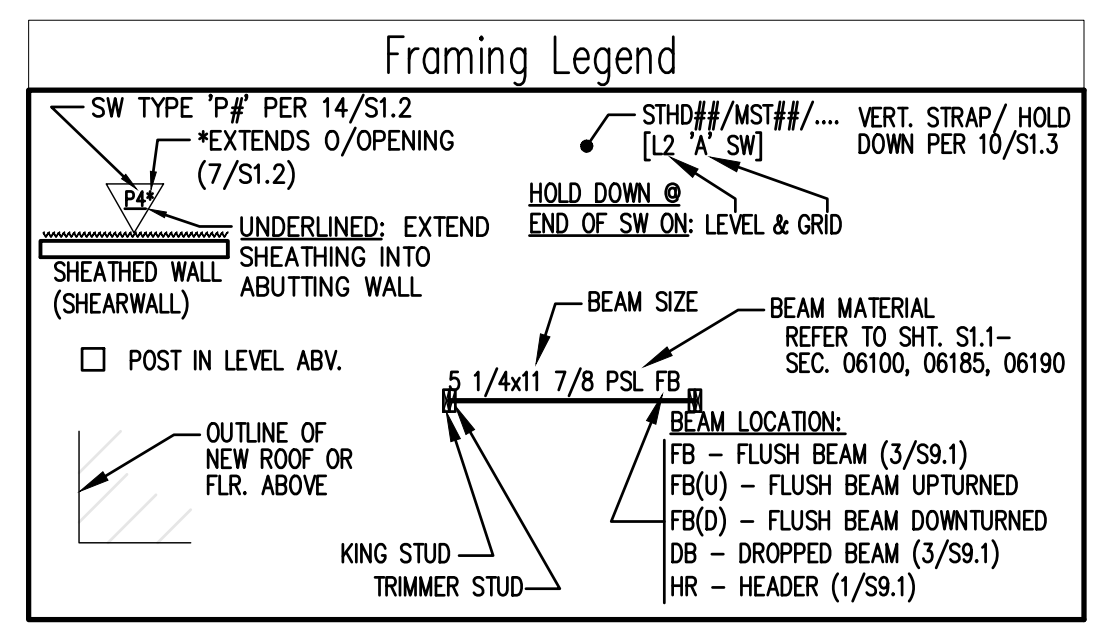 Framing Legend
SW TYPE 'P#' PER 14/S1.2
*EXTENDS O/OPENING
(7/S1.2)
P4*
UNDERLINED: EXTEND
SHEATHING INTO
ABUTTING WALL
SHEATHED WALL
(SHEARWALL)
STHD##/MST##/....
[L2 'A' SW]
VERT. STRAP/ HOLD
DOWN PER 10/S1.3
HOLD DOWN @
END OF SW ON: LEVEL & GRID
POST IN LEVEL ABV.
OUTLINE OF
NEW ROOF OR
FLR. ABOVE
BEAM SIZE
BEAM MATERIAL
REFER TO SHT. S1.1-
SEC. 06100, 06185, 06190
5 1/4x11 7/8 PSL FB
KING STUD
TRIMMER STUD
BEAM LOCATION:
FB - FLUSH BEAM (3/S9.1)
FB(U) - FLUSH BEAM UPTURNED
FB(D) - FLUSH BEAM DOWNTURNED
DB - DROPPED BEAM (3/S9.1)
HR - HEADER (1/S9.1)